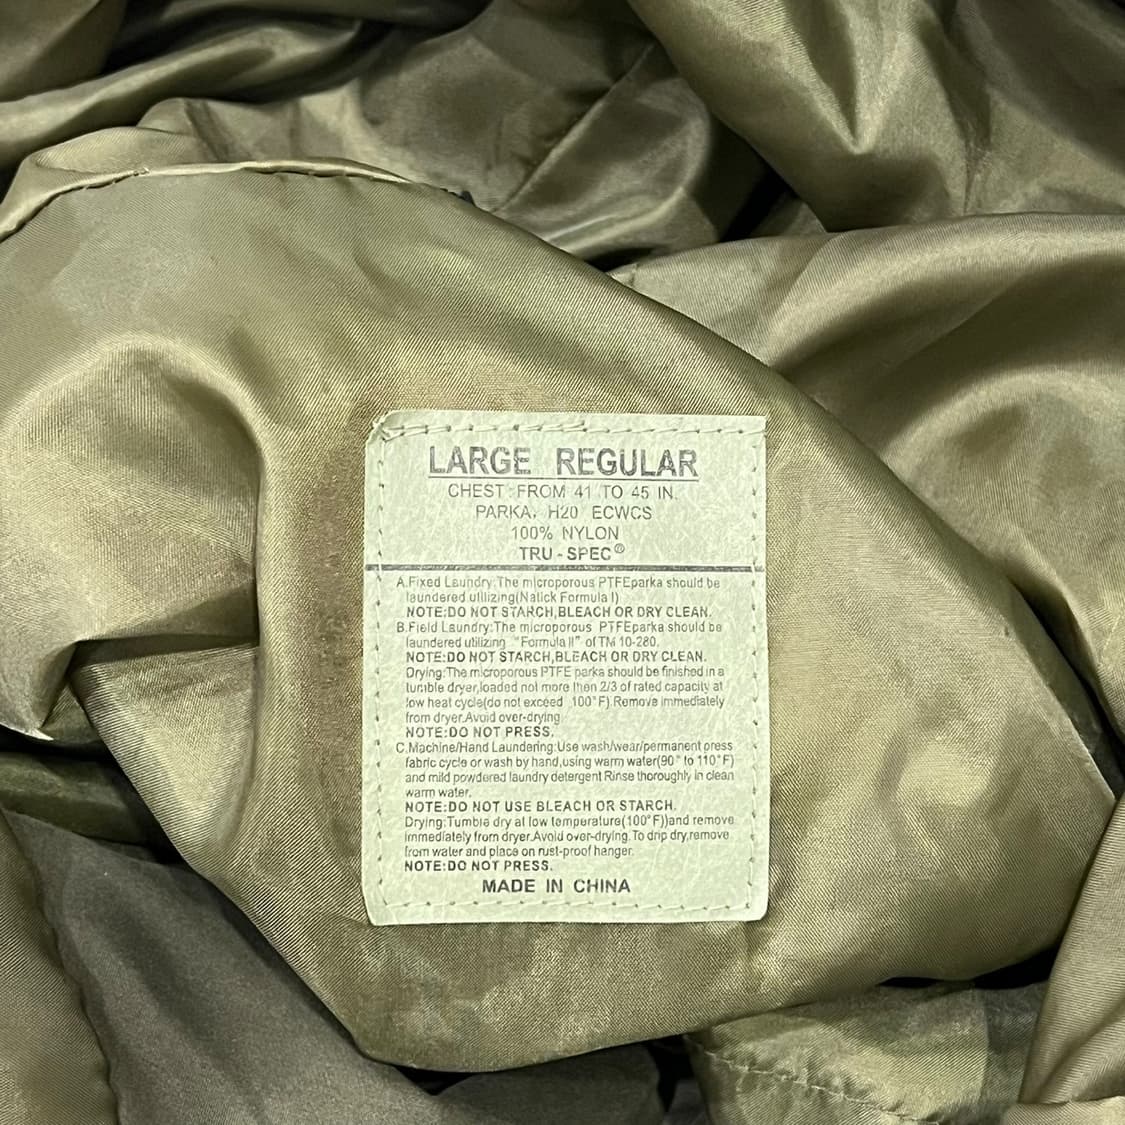 LARGE REGULAR
CHEST : FROM 41 TO 45 IN.
PARKA, H20 ECWCS
100% NYLON
TRU-SPEC®
A.Fixed Laundry:The microporous PTFEparka should be
laundered utilizing(Natick Formula I)
NOTE:DO NOT STARCH,BLEACH OR DRY CLEAN.
B.Field Laundry:The microporous PTFEparka should be
laundered utilizing "Formula II" of TM 10-280.
NOTE:DO NOT STARCH,BLEACH OR DRY CLEAN.
Drying:The microporous PTFE parka should be finished in a
tumble dryer,loaded not more then 2/3 of rated capacity at
low heat cycle(do not exceed 100°F).Remove immediately
from dryer.Avoid over-drying
NOTE:DO NOT PRESS.
C.Machine/Hand Laundering:Use wash/wear/permanent press
fabric cycle or wash by hand,using warm water(90° to 110°F)
and mild powdered laundry detergent Rinse thoroughly in clean
warm water.
NOTE:DO NOT USE BLEACH OR STARCH.
Drying:Tumble dry at low temperature(100°F))and remove
immediately from dryer.Avoid over-drying.To drip dry,remove
from water and place on rust-proof hanger.
NOTE:DO NOT PRESS.
MADE IN CHINA